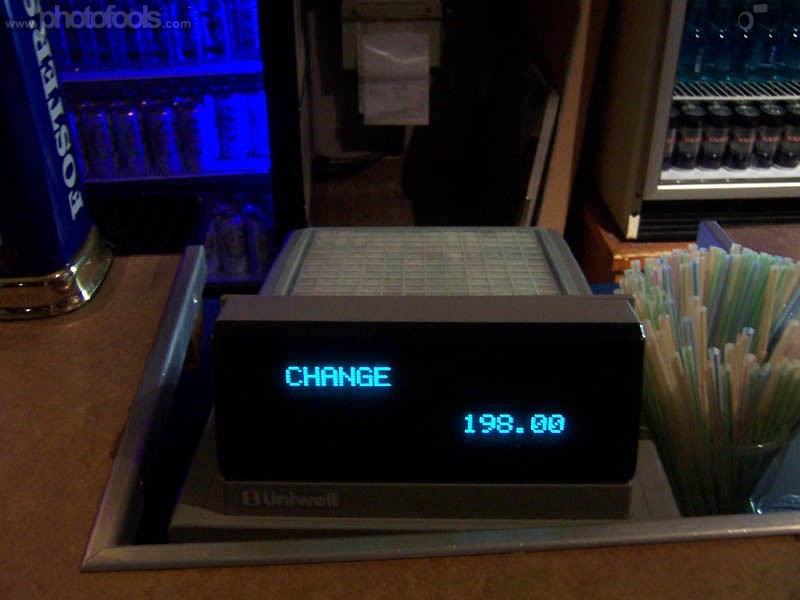 www.photofools.com
FOSTER'S
CHANGE
198.00
Uniwell